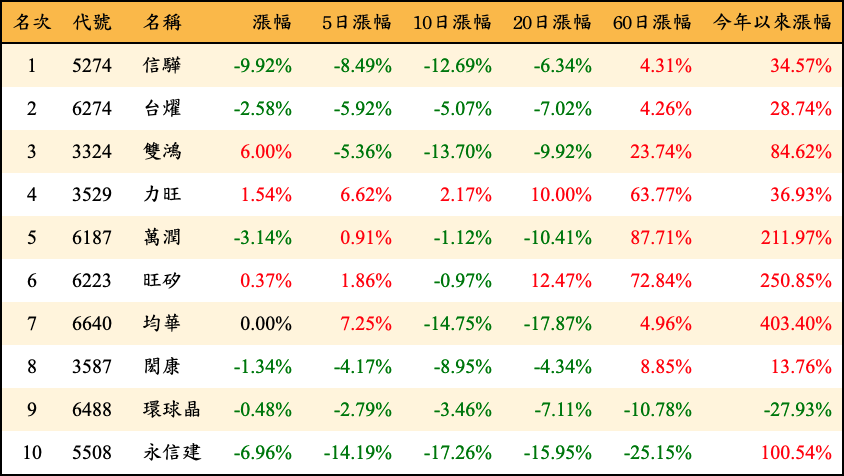 名次 代號 名稱 漲幅 5日漲幅 10日漲幅 20日漲幅 60日漲幅 今年以來漲幅
1 5274 信驊 -9.92% -8.49% -12.69% -6.34% 4.31% 34.57%
2 6274 台燿 -2.58% -5.92% -5.07% -7.02% 4.26% 28.74%
3 3324 雙鴻 6.00% -5.36% -13.70% -9.92% 23.74% 84.62%
4 3529 力旺 1.54% 6.62% 2.17% 10.00% 63.77% 36.93%
5 6187 萬潤 -3.14% 0.91% -1.12% -10.41% 87.71% 211.97%
6 6223 旺矽 0.37% 1.86% -0.97% 12.47% 72.84% 250.85%
7 6640 均華 0.00% 7.25% -14.75% -17.87% 4.96% 403.40%
8 3587 閎康 -1.34% -4.17% -8.95% -4.34% 8.85% 13.76%
9 6488 環球晶 -0.48% -2.79% -3.46% -7.11% -10.78% -27.93%
10 5508 永信建 -6.96% -14.19% -17.26% -15.95% -25.15% 100.54%